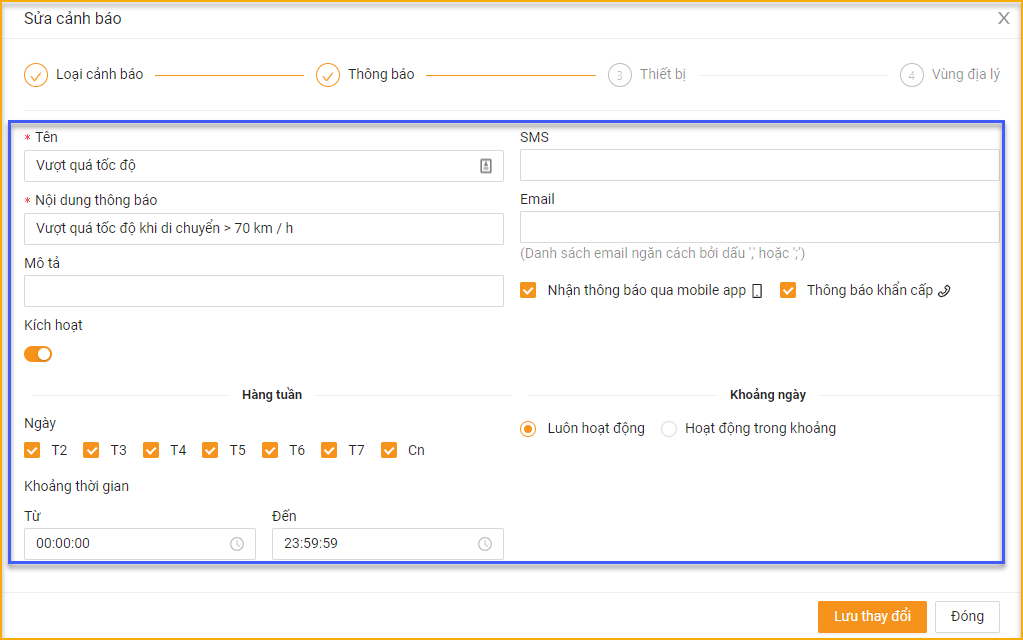 Sửa cảnh báo
Loại cảnh báo
Thông báo
3 Thiết bị
4 Vùng địa lý
* Tên
Vượt quá tốc độ
* Nội dung thông báo
Vượt quá tốc độ khi di chuyển > 70 km / h
Mô tả
Kích hoạt
SMS
Email
(Danh sách email ngăn cách bởi dấu ',' hoặc ';')
Nhận thông báo qua mobile app
Thông báo khẩn cấp
Hàng tuần
Ngày
T2 T3 T4 T5 T6 T7 Cn
Khoảng thời gian
Từ
00:00:00
Đến
23:59:59
Khoảng ngày
Luôn hoạt động
Hoạt động trong khoảng
Lưu thay đổi
Đóng